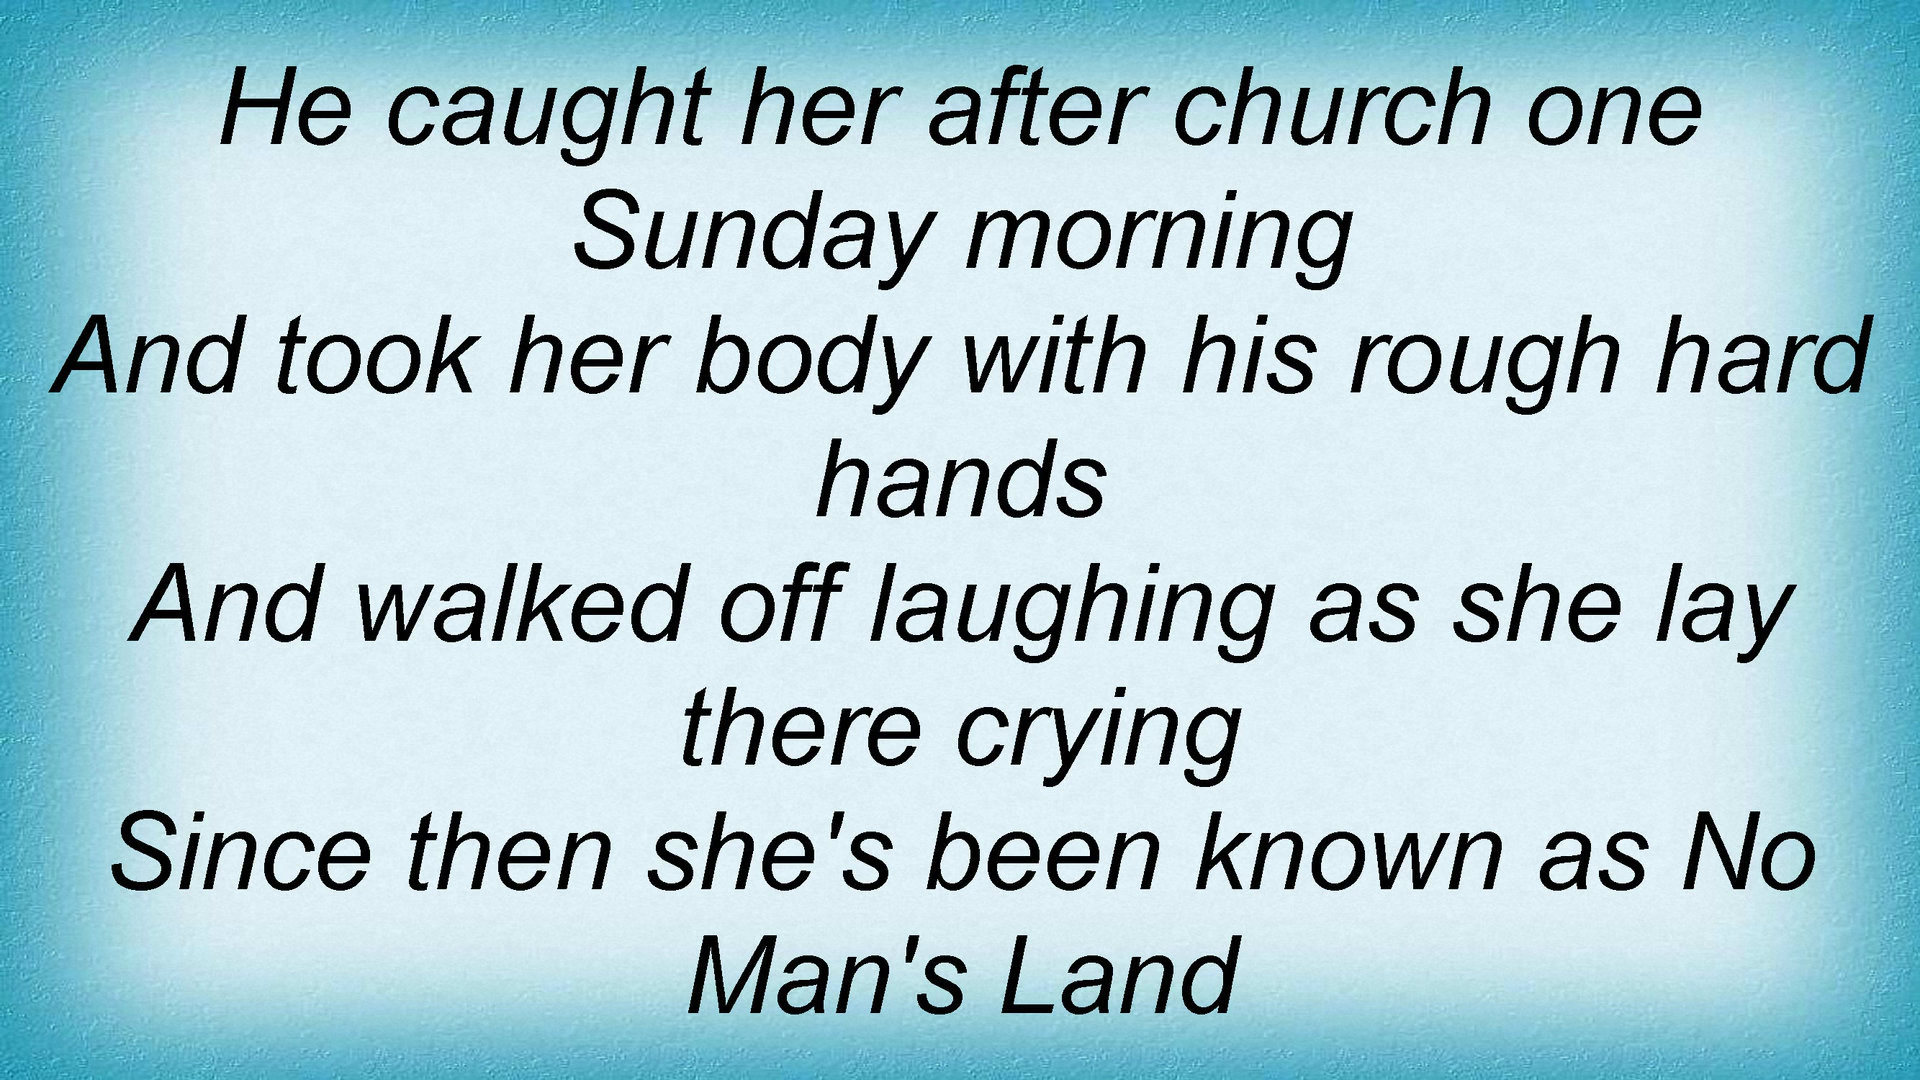 He caught her after church one
Sunday morning
And took her body with his rough hard
hands
And walked off laughing as she lay
there crying
Since then she's been known as No
Man's Land